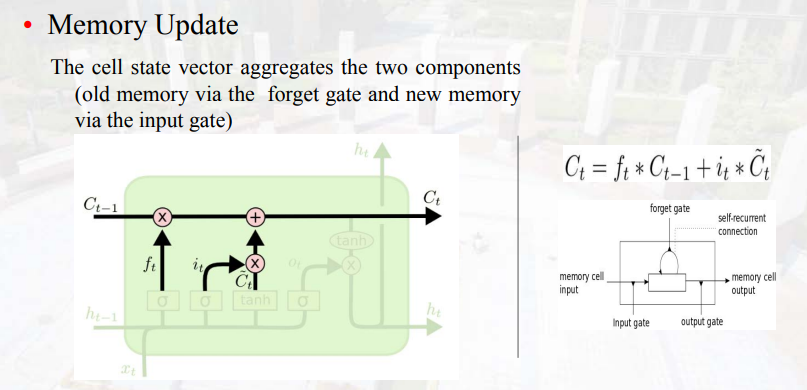 • Memory Update
The cell state vector aggregates the two components
(old memory via the forget gate and new memory
via the input gate)
h_t
C_{t-1}
C_t
x
+
tanh
f_t
i_t
x
o_t
x
C̃_t
σ
σ
tanh
σ
h_{t-1}
h_t
x_t
C_t = f_t * C_{t-1} + i_t * C̃_t
forget gate
self-recurrent
connection
memory cell
input
memory cell
output
Input gate
output gate